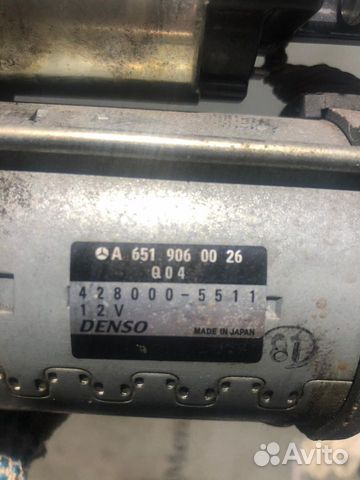 A 651 906 00 26
Q04
428000-5511
12V
DENSO MADE IN JAPAN
Avito